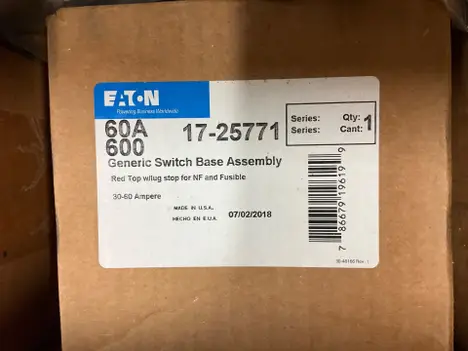 EATON
Powering Business Worldwide
60A
600
17-25771
Series:
Series:
Qty:
Cant:
1
Generic Switch Base Assembly
Red Top w/lug stop for NF and Fusible
30-60 Ampere
MADE IN U.S.A.
HECHO EN E.U.A.
07/02/2018
7 86679 19619 9